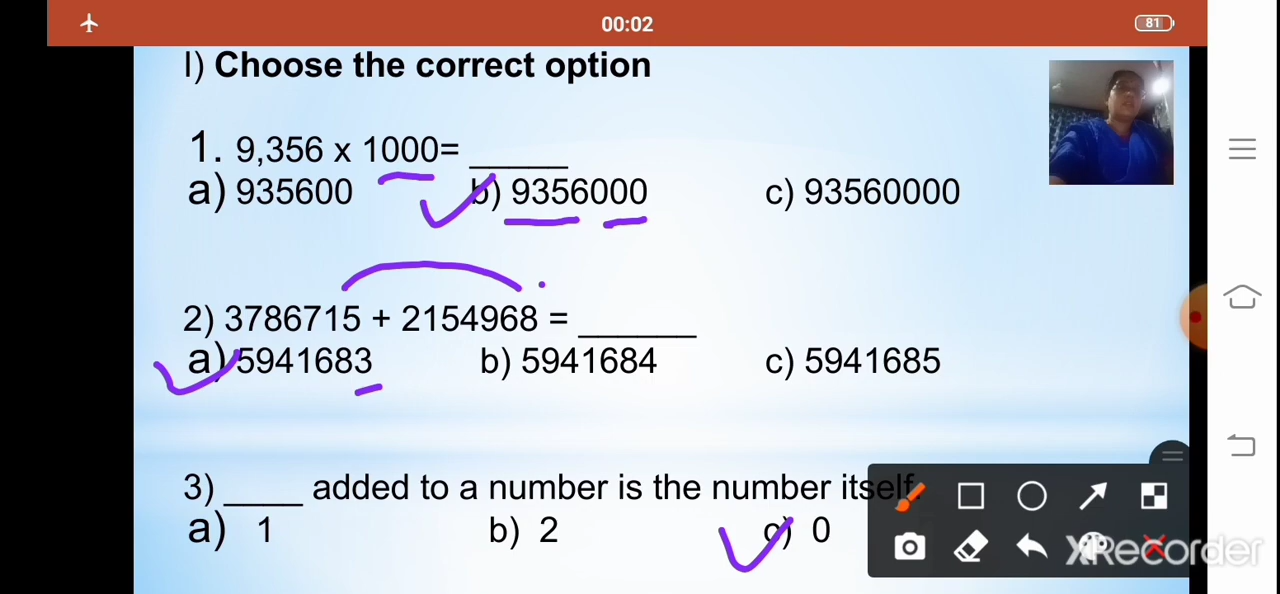 00:02
81
I) Choose the correct option
1. 9,356 x 1000= _____
a) 935600 b) 9356000 c) 93560000
2) 3786715 + 2154968 = ______
a) 5941683 b) 5941684 c) 5941685
3) ____ added to a number is the number itself.
a) 1 b) 2 c) 0
XRecorder